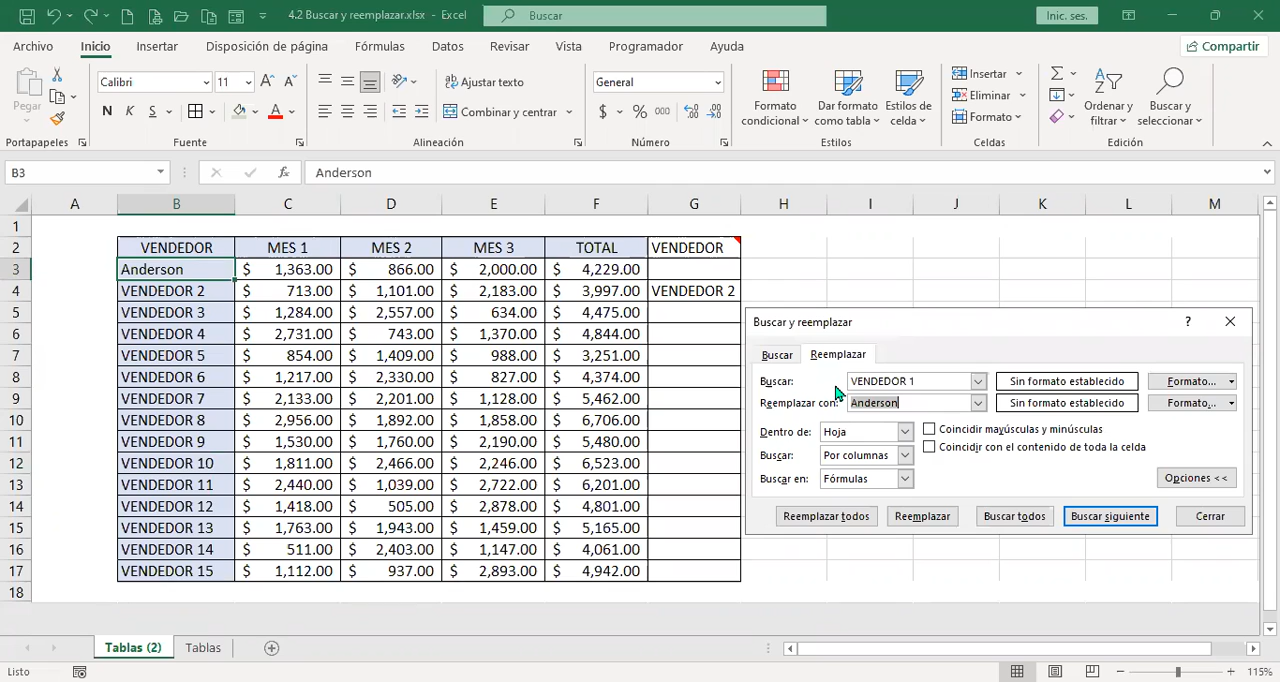 4.2 Buscar y reemplazar.xlsx - Excel
Buscar
Inic. ses.
Archivo Inicio Insertar Disposición de página Fórmulas Datos Revisar Vista Programador Ayuda Compartir
Pegar
Portapapeles
Calibri 11
N K S
Fuente
Ajustar texto
Combinar y centrar
Alineación
General
$ % 000
Número
Formato condicional
Dar formato como tabla
Estilos de celda
Estilos
Insertar
Eliminar
Formato
Celdas
Ordenar y filtrar
Buscar y seleccionar
Edición
B3 fx Anderson
A B C D E F G H I J K L M
1
2 VENDEDOR MES 1 MES 2 MES 3 TOTAL VENDEDOR
3 Anderson $ 1,363.00 $ 866.00 $ 2,000.00 $ 4,229.00
4 VENDEDOR 2 $ 713.00 $ 1,101.00 $ 2,183.00 $ 3,997.00 VENDEDOR 2
5 VENDEDOR 3 $ 1,284.00 $ 2,557.00 $ 634.00 $ 4,475.00
6 VENDEDOR 4 $ 2,731.00 $ 743.00 $ 1,370.00 $ 4,844.00
7 VENDEDOR 5 $ 854.00 $ 1,409.00 $ 988.00 $ 3,251.00
8 VENDEDOR 6 $ 1,217.00 $ 2,330.00 $ 827.00 $ 4,374.00
9 VENDEDOR 7 $ 2,133.00 $ 2,201.00 $ 1,128.00 $ 5,462.00
10 VENDEDOR 8 $ 2,956.00 $ 1,892.00 $ 1,858.00 $ 6,706.00
11 VENDEDOR 9 $ 1,530.00 $ 1,760.00 $ 2,190.00 $ 5,480.00
12 VENDEDOR 10 $ 1,811.00 $ 2,466.00 $ 2,246.00 $ 6,523.00
13 VENDEDOR 11 $ 2,440.00 $ 1,039.00 $ 2,722.00 $ 6,201.00
14 VENDEDOR 12 $ 1,418.00 $ 505.00 $ 2,878.00 $ 4,801.00
15 VENDEDOR 13 $ 1,763.00 $ 1,943.00 $ 1,459.00 $ 5,165.00
16 VENDEDOR 14 $ 511.00 $ 2,403.00 $ 1,147.00 $ 4,061.00
17 VENDEDOR 15 $ 1,112.00 $ 937.00 $ 2,893.00 $ 4,942.00
18
Buscar y reemplazar ?
Buscar Reemplazar
Buscar: VENDEDOR 1 Sin formato establecido Formato...
Reemplazar con: Anderson Sin formato establecido Formato...
Dentro de: Hoja Coincidir mayúsculas y minúsculas
Buscar: Por columnas Coincidir con el contenido de toda la celda
Buscar en: Fórmulas Opciones <<
Reemplazar todos Reemplazar Buscar todos Buscar siguiente Cerrar
Tablas (2) Tablas
Listo 115%